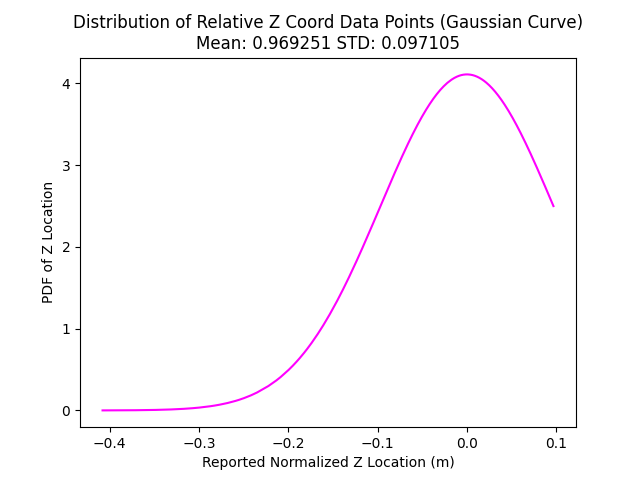 Distribution of Relative Z Coord Data Points (Gaussian Curve)
Mean: 0.969251 STD: 0.097105
4
3
2
1
0
PDF of Z Location
−0.4 −0.3 −0.2 −0.1 0.0 0.1
Reported Normalized Z Location (m)